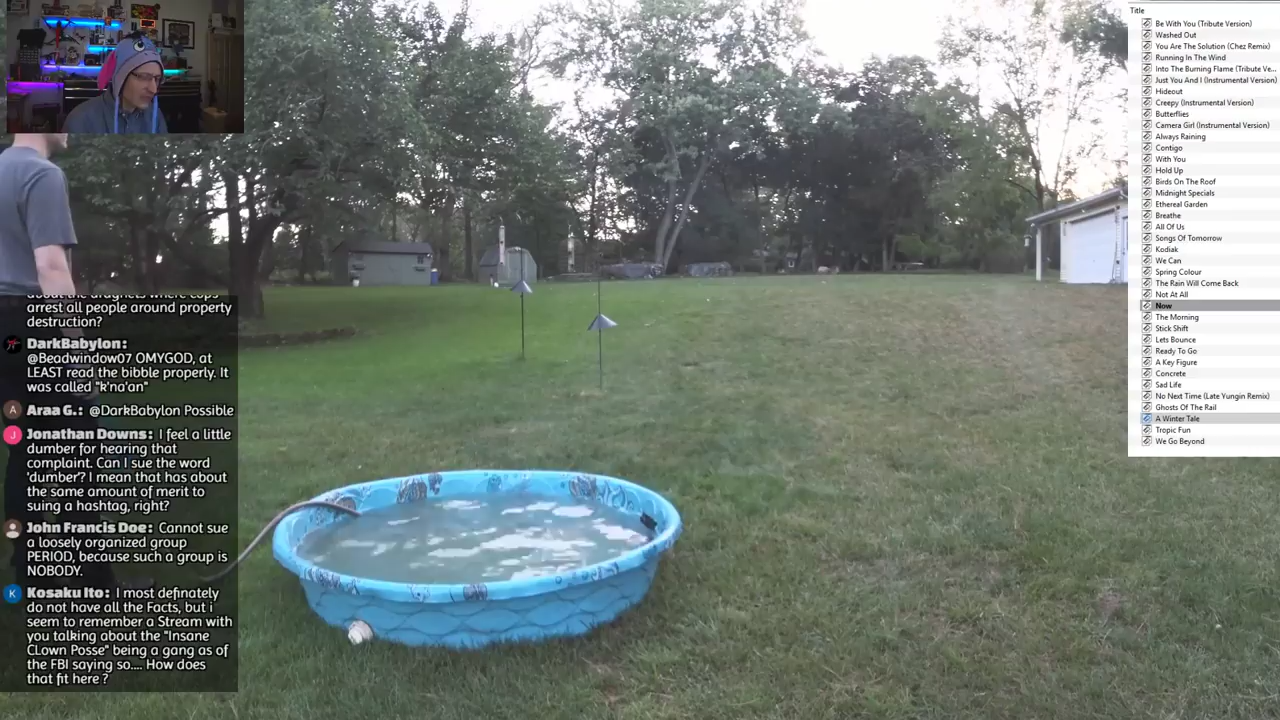 about the dragnets where cops
arrest all people around property
destruction?
DarkBabylon:
@Beadwindow07 OMYGOD, at
LEAST read the bibble properly. It
was called "k'na'an"
A Araa G.: @DarkBabylon Possible
J Jonathan Downs: I feel a little
dumber for hearing that
complaint. Can I sue the word
'dumber'? I mean that has about
the same amount of merit to
suing a hashtag, right?
John Francis Doe: Cannot sue
a loosely organized group
PERIOD, because such a group is
NOBODY.
K Kosaku Ito: I most definately
do not have all the Facts, but i
seem to remember a Stream with
you talking about the "Insane
CLown Posse" being a gang as of
the FBI saying so.... How does
that fit here ?
Title
Be With You (Tribute Version)
Washed Out
You Are The Solution (Chez Remix)
Running In The Wind
Into The Burning Flame (Tribute Ve...
Just You And I (Instrumental Version)
Hideout
Creepy (Instrumental Version)
Butterflies
Camera Girl (Instrumental Version)
Always Raining
Contigo
With You
Hold Up
Birds On The Roof
Midnight Specials
Ethereal Garden
Breathe
All Of Us
Songs Of Tomorrow
Kodiak
We Can
Spring Colour
The Rain Will Come Back
Not At All
Now
The Morning
Stick Shift
Lets Bounce
Ready To Go
A Key Figure
Concrete
Sad Life
No Next Time (Late Yungin Remix)
Ghosts Of The Rail
A Winter Tale
Tropic Fun
We Go Beyond